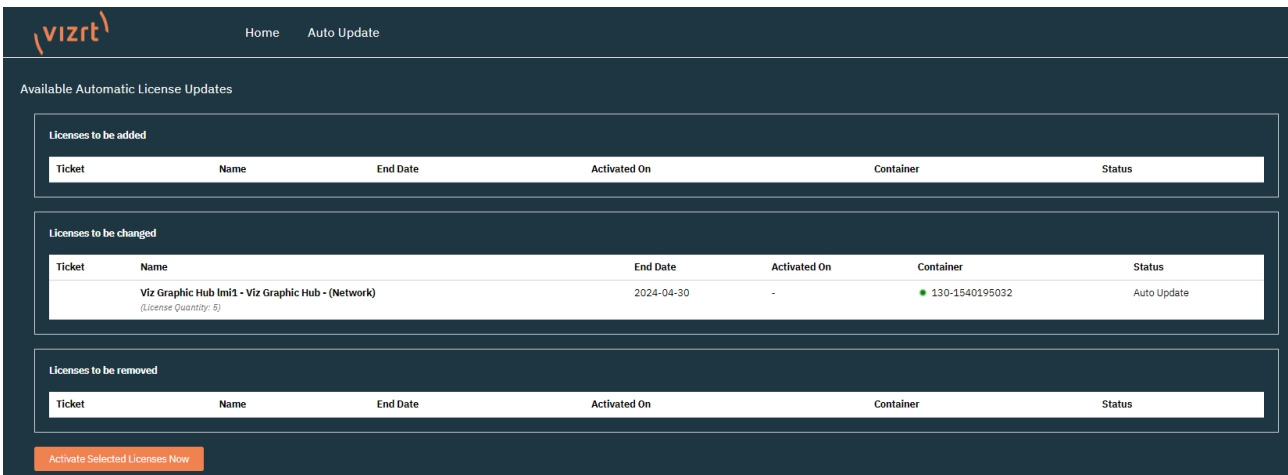 vizrt
Home Auto Update
Available Automatic License Updates
Licenses to be added
Ticket Name End Date Activated On Container Status
Licenses to be changed
Ticket Name End Date Activated On Container Status
Viz Graphic Hub lmi1 - Viz Graphic Hub - (Network) 2024-04-30 - 130-1540195032 Auto Update
(License Quantity: 5)
Licenses to be removed
Ticket Name End Date Activated On Container Status
Activate Selected Licenses Now